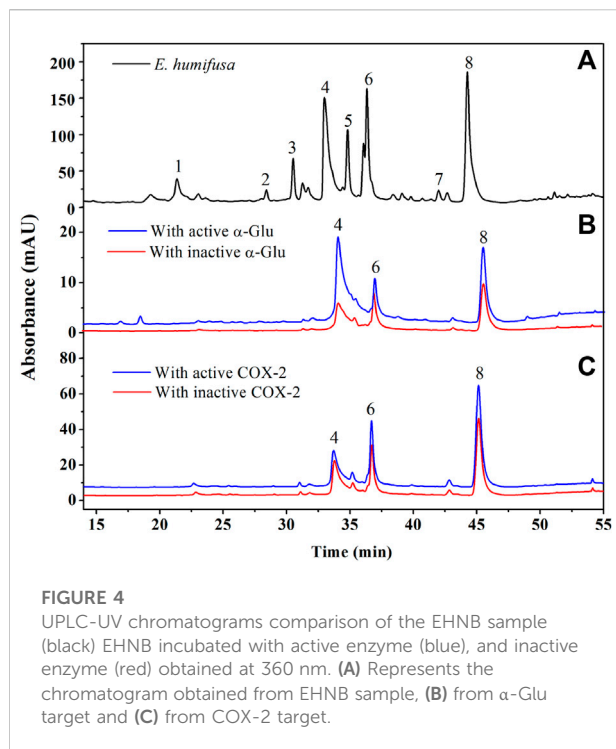 E. humifusa
A
200
150
100
50
0
1
2
3
4
5
6
7
8
With active α-Glu
With inactive α-Glu
B
20
10
0
4
6
8
With active COX-2
With inactive COX-2
C
80
60
40
20
0
4
6
8
Absorbance (mAU)
15 20 25 30 35 40 45 50 55
Time (min)
FIGURE 4
UPLC-UV chromatograms comparison of the EHNB sample
(black) EHNB incubated with active enzyme (blue), and inactive
enzyme (red) obtained at 360 nm. (A) Represents the
chromatogram obtained from EHNB sample, (B) from α-Glu
target and (C) from COX-2 target.